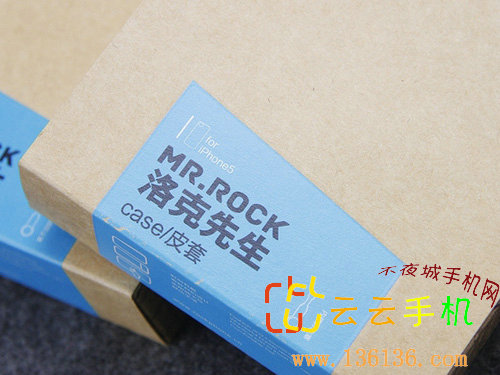 for
iPhone5
MR.ROCK
洛克先生
case/皮套
ROCK
不夜城手机网
云云手机
www.136136.com